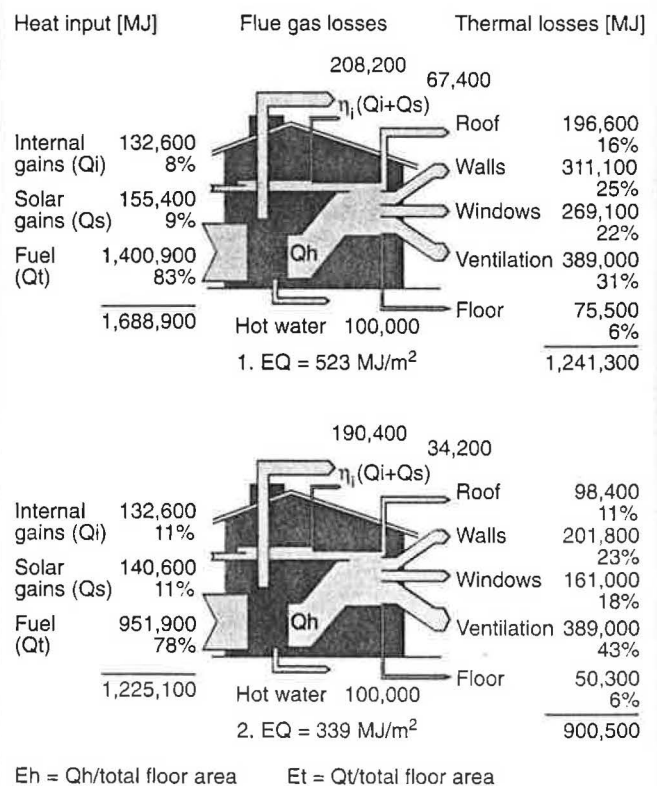 Heat input [MJ] Flue gas losses Thermal losses [MJ]
208,200 67,400
ηi(Qi+Qs)
Internal gains (Qi) 132,600
8%
Solar gains (Qs) 155,400
9%
Fuel (Qt) 1,400,900
83%
1,688,900
Qh
Roof 196,600
16%
Walls 311,100
25%
Windows 269,100
22%
Ventilation 389,000
31%
Floor 75,500
6%
1,241,300
Hot water 100,000
1. EQ = 523 MJ/m²
190,400 34,200
ηi(Qi+Qs)
Internal gains (Qi) 132,600
11%
Solar gains (Qs) 140,600
11%
Fuel (Qt) 951,900
78%
1,225,100
Qh
Roof 98,400
11%
Walls 201,800
23%
Windows 161,000
18%
Ventilation 389,000
43%
Floor 50,300
6%
900,500
Hot water 100,000
2. EQ = 339 MJ/m²
Eh = Qh/total floor area Et = Qt/total floor area